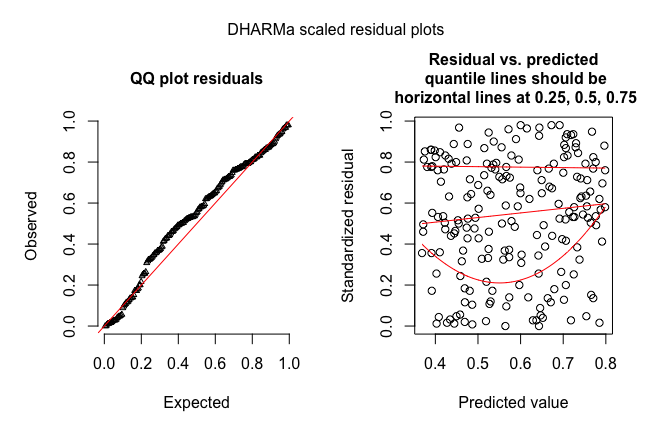 DHARMa scaled residual plots
QQ plot residuals
Observed
0.0 0.2 0.4 0.6 0.8 1.0
0.0 0.2 0.4 0.6 0.8 1.0
Expected
Residual vs. predicted
quantile lines should be
horizontal lines at 0.25, 0.5, 0.75
Standardized residual
0.0 0.2 0.4 0.6 0.8 1.0
0.4 0.5 0.6 0.7 0.8
Predicted value